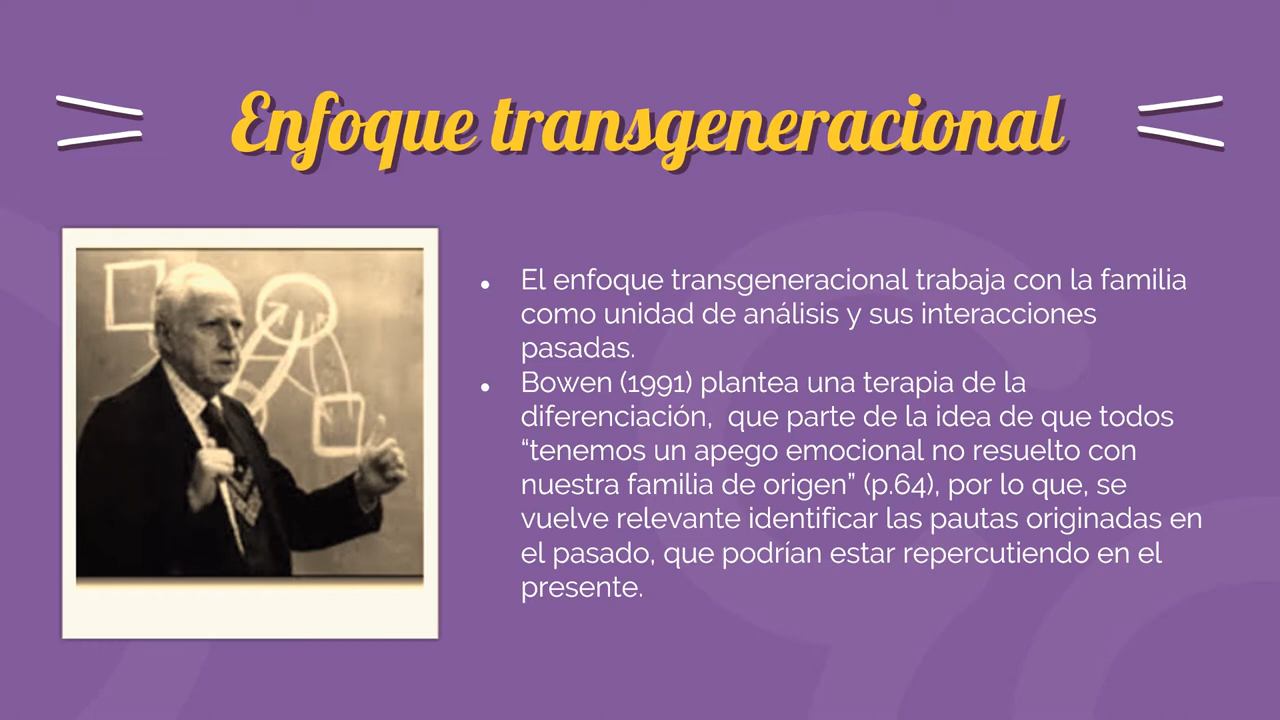 Enfoque transgeneracional
• El enfoque transgeneracional trabaja con la familia
como unidad de análisis y sus interacciones
pasadas.
• Bowen (1991) plantea una terapia de la
diferenciación,  que parte de la idea de que todos
“tenemos un apego emocional no resuelto con
nuestra familia de origen” (p.64), por lo que, se
vuelve relevante identificar las pautas originadas en
el pasado, que podrían estar repercutiendo en el
presente.